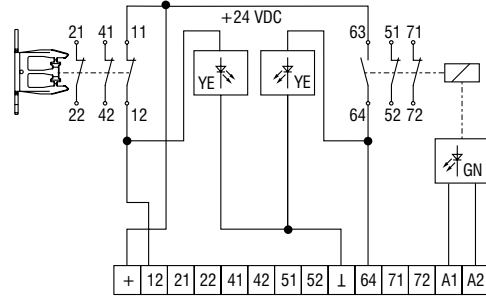 +24 VDC
21 41 11 63 51 71
YE YE
22 42 12 64 52 72
GN
+ 12 21 22 41 42 51 52 ⊥ 64 71 72 A1 A2